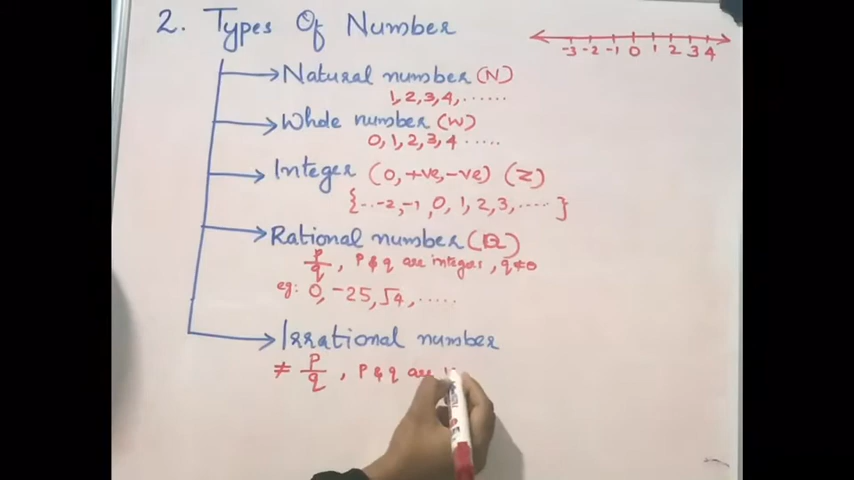 2. Types Of Number
-3 -2 -1 0 1 2 3 4
Natural number (N)
1, 2, 3, 4, ......
Whole number (W)
0, 1, 2, 3, 4 .....
Integer (0, +ve, -ve) (Z)
{... -2, -1, 0, 1, 2, 3, ..... }
Rational number (Q)
p/q, p & q are integers, q ≠ 0
eg: 0, -25, √4, .....
Irrational number
≠ p/q, p & q are